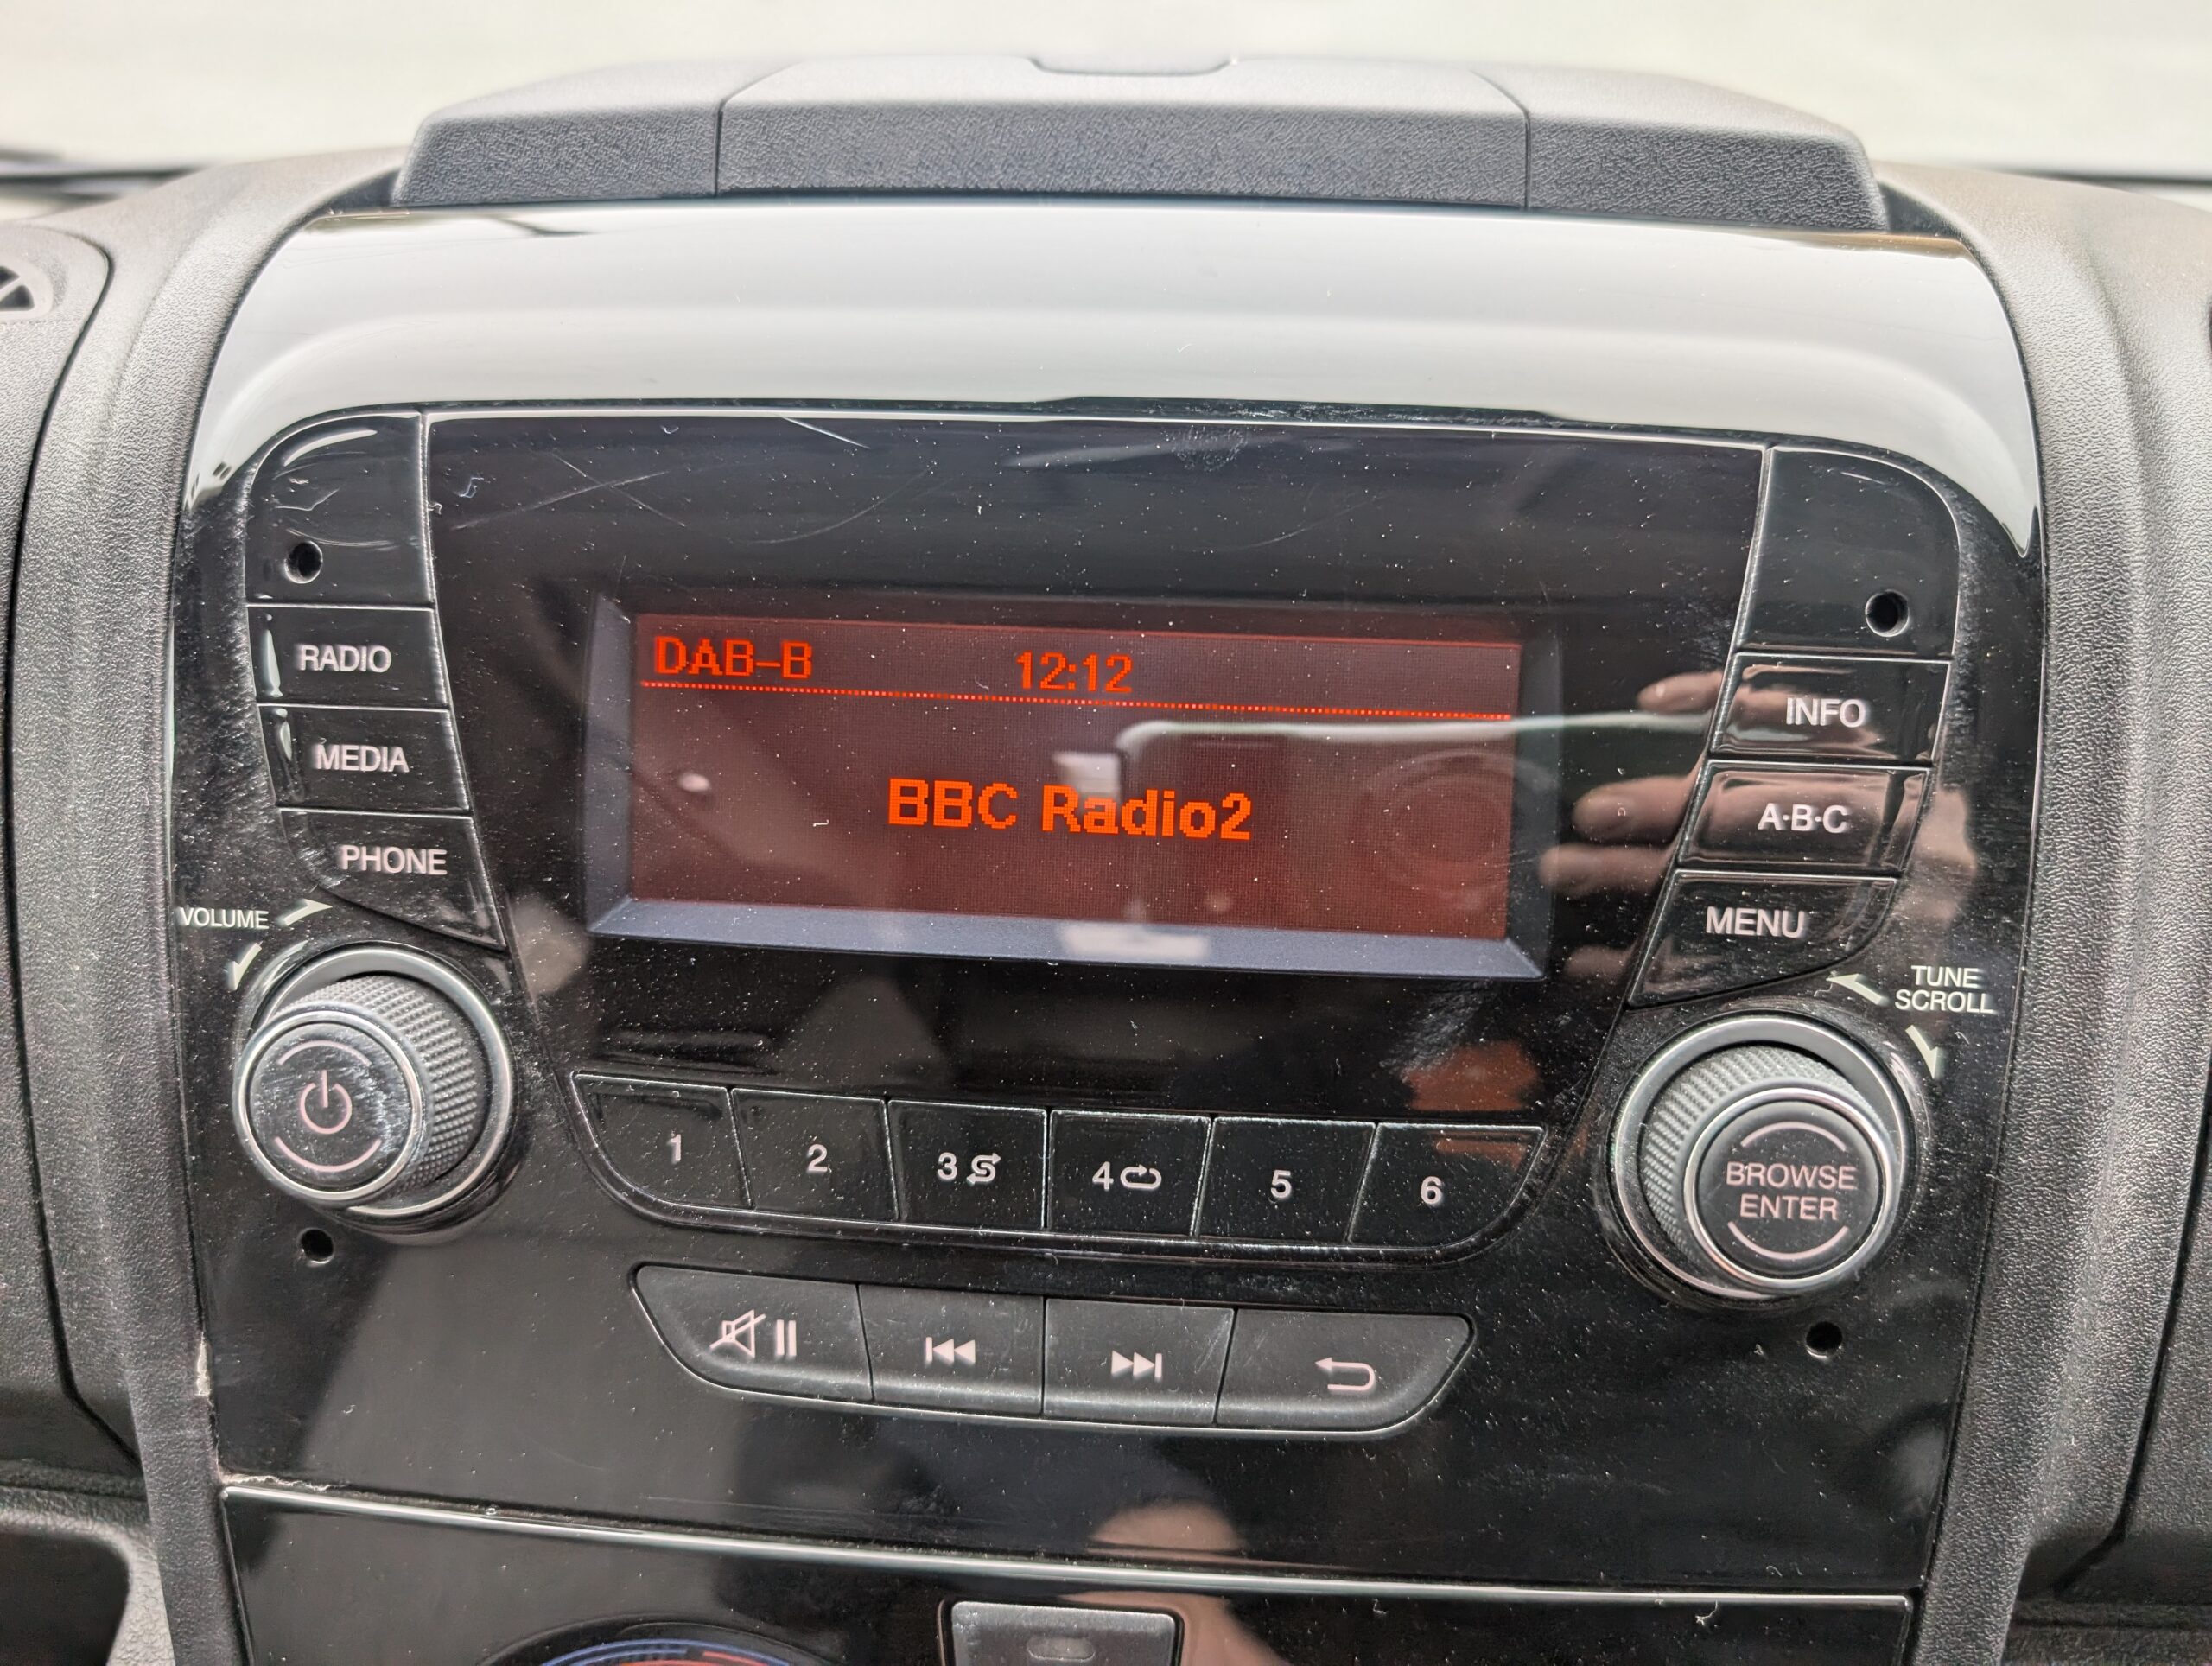 DAB-B 12:12
BBC Radio2
RADIO
MEDIA
PHONE
VOLUME
INFO
A·B·C
MENU
TUNE
SCROLL
1 2 3 4 5 6
BROWSE
ENTER